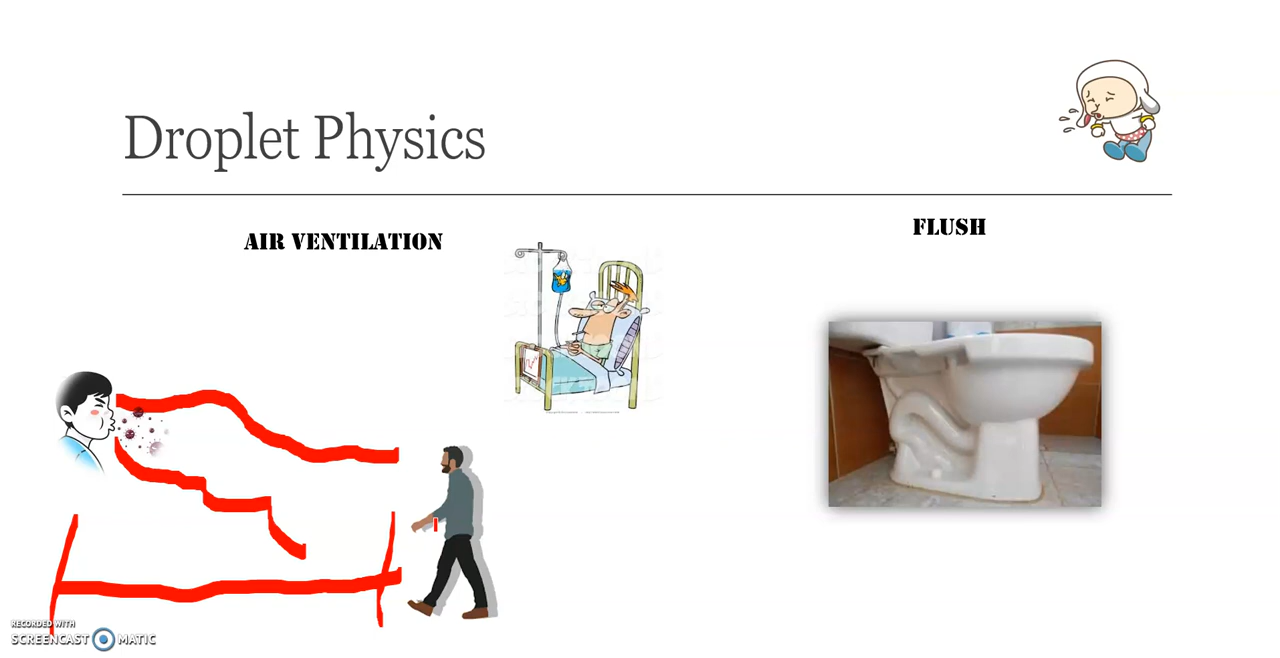 Droplet Physics
AIR VENTILATION
FLUSH
RECORDED WITH
SCREENCAST MATIC